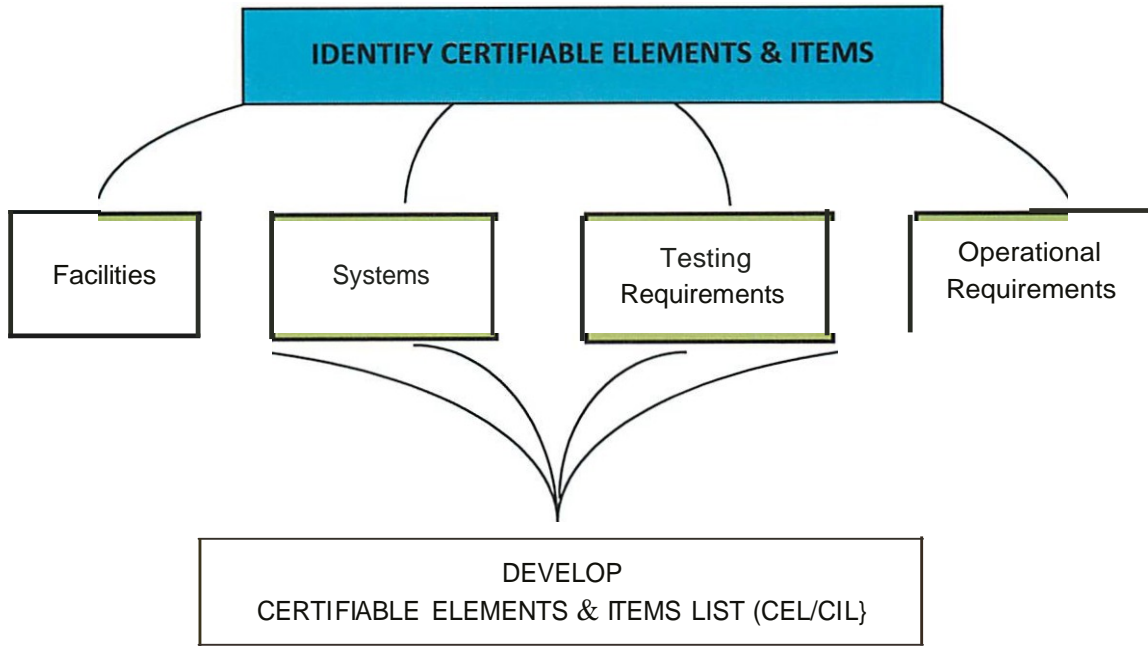 IDENTIFY CERTIFIABLE ELEMENTS & ITEMS
Facilities
Systems
Testing
Requirements
Operational
Requirements
DEVELOP
CERTIFIABLE ELEMENTS & ITEMS LIST (CEL/CIL}